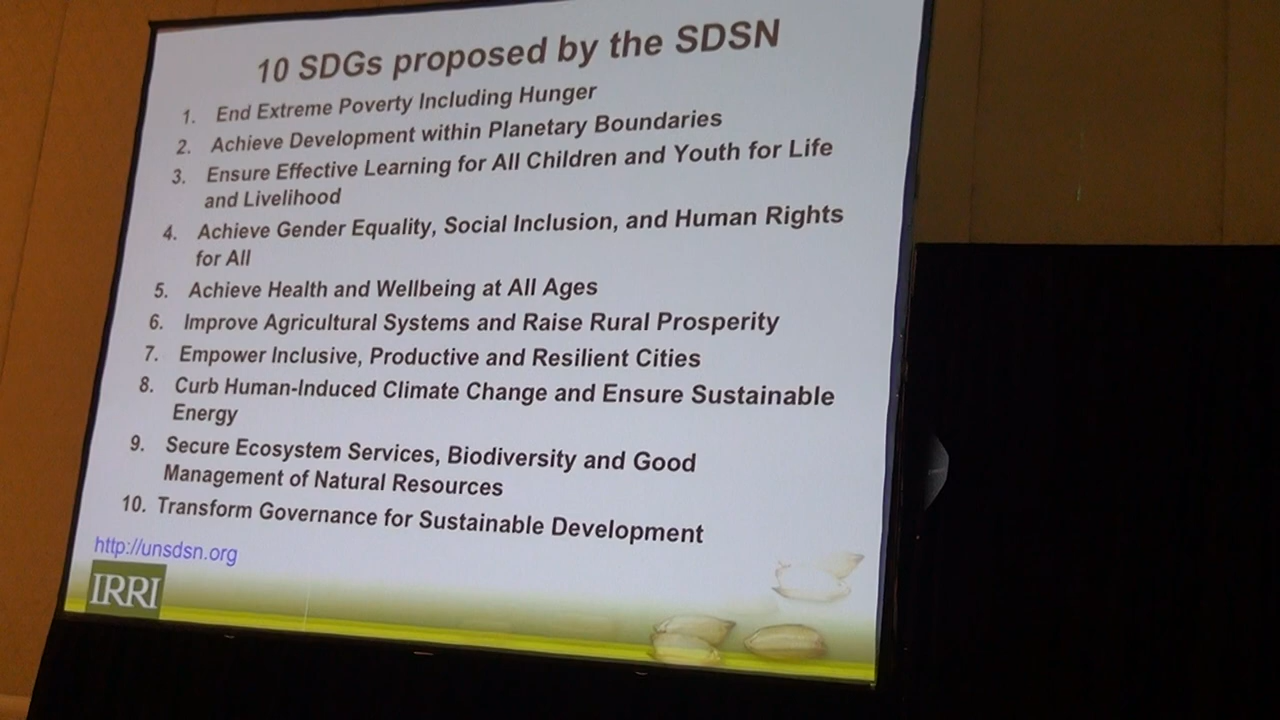 10 SDGs proposed by the SDSN
1. End Extreme Poverty Including Hunger
2. Achieve Development within Planetary Boundaries
3. Ensure Effective Learning for All Children and Youth for Life
and Livelihood
4. Achieve Gender Equality, Social Inclusion, and Human Rights
for All
5. Achieve Health and Wellbeing at All Ages
6. Improve Agricultural Systems and Raise Rural Prosperity
7. Empower Inclusive, Productive and Resilient Cities
8. Curb Human-Induced Climate Change and Ensure Sustainable
Energy
9. Secure Ecosystem Services, Biodiversity and Good
Management of Natural Resources
10. Transform Governance for Sustainable Development
http://unsdsn.org
IRRI